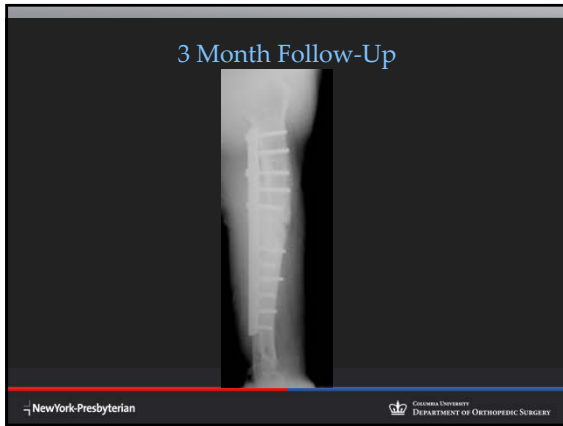 3 Month Follow-Up
NewYork-Presbyterian
COLUMBIA UNIVERSITY
DEPARTMENT OF ORTHOPEDIC SURGERY